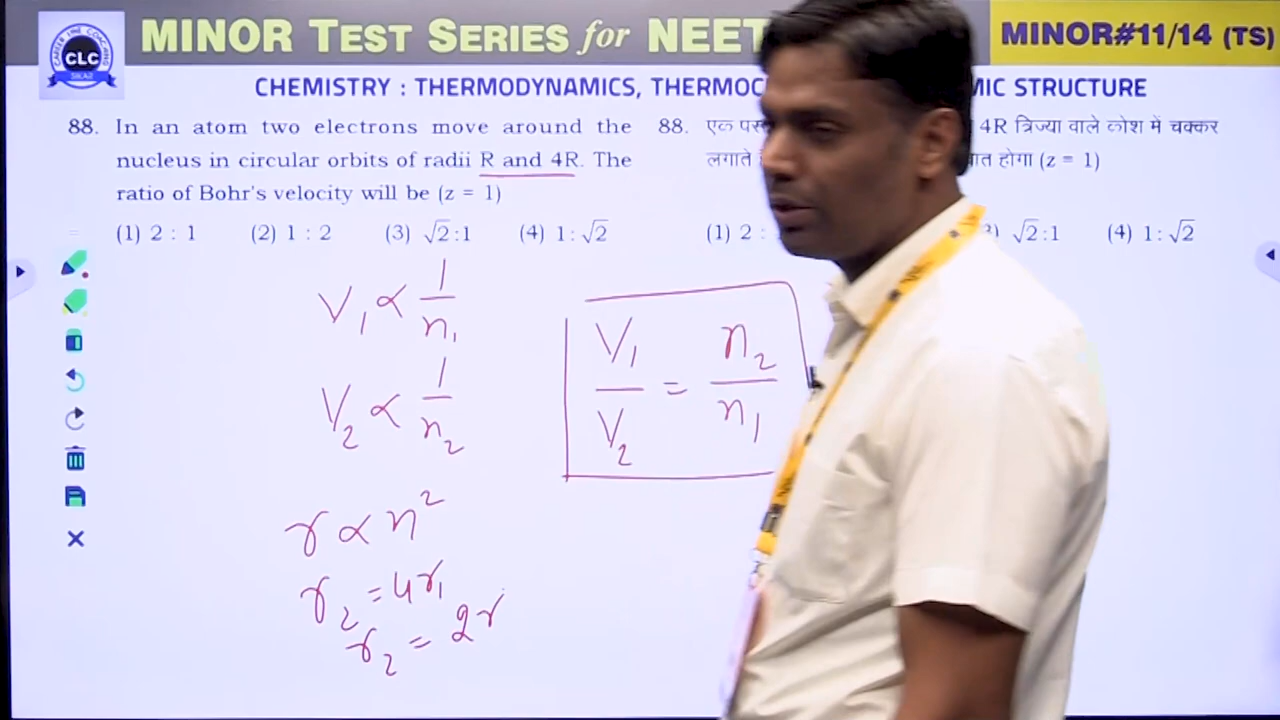 MINOR TEST SERIES for NEET
MINOR#11/14 (TS)
CLC
SIKAR
CHEMISTRY : THERMODYNAMICS, THERMOC MIC STRUCTURE
88. In an atom two electrons move around the
nucleus in circular orbits of radii R and 4R. The
ratio of Bohr's velocity will be (z = 1)
(1) 2 : 1 (2) 1 : 2 (3) √2:1 (4) 1:√2
88. एक 4R त्रिज्या वाले कोश में चक्कर
लगाते होगा (z = 1)
(1) 2 : √2:1 (4) 1:√2
V₁ ∝ 1/n₁
V₂ ∝ 1/n₂
V₁/V₂ = n₂/n₁
r ∝ n²
r₂ = 4r₁
r₂ = 2r